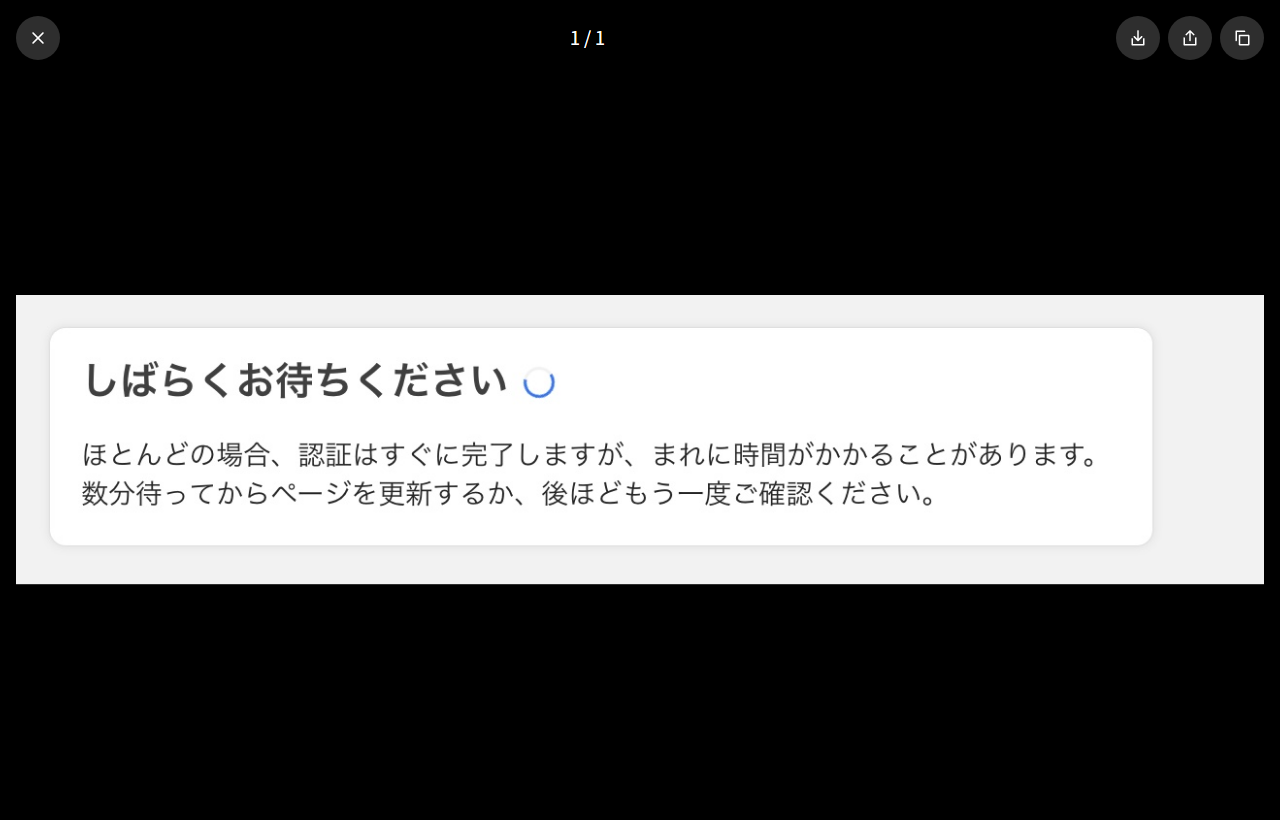 1 / 1
しばらくお待ちください
ほとんどの場合、認証はすぐに完了しますが、まれに時間がかかることがあります。
数分待ってからページを更新するか、後ほどもう一度ご確認ください。